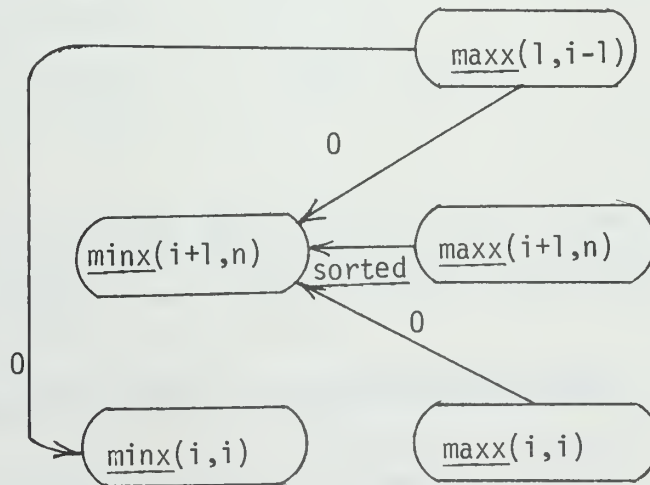 maxx(1,i-1)
0
minx(i+1,n)
maxx(i+1,n)
sorted
0
0
minx(i,i)
maxx(i,i)